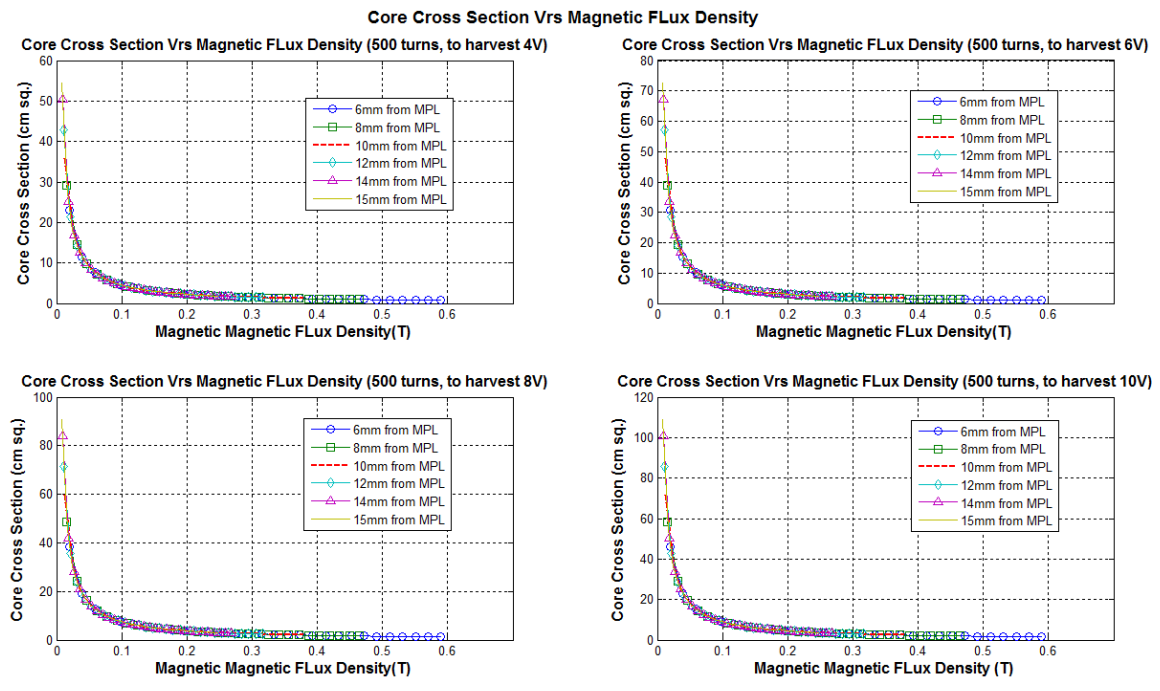 Core Cross Section Vrs Magnetic FLux Density
Core Cross Section Vrs Magnetic FLux Density (500 turns, to harvest 4V)
60
50
40
30
20
10
0
Core Cross Section (cm sq.)
6mm from MPL
8mm from MPL
10mm from MPL
12mm from MPL
14mm from MPL
15mm from MPL
0 0.1 0.2 0.3 0.4 0.5 0.6
Magnetic Magnetic FLux Density(T)
Core Cross Section Vrs Magnetic FLux Density (500 turns, to harvest 6V)
80
70
60
50
40
30
20
10
0
Core Cross Section (cm sq.)
6mm from MPL
8mm from MPL
10mm from MPL
12mm from MPL
14mm from MPL
15mm from MPL
0 0.1 0.2 0.3 0.4 0.5 0.6
Magnetic Magnetic FLux Density(T)
Core Cross Section Vrs Magnetic FLux Density (500 turns, to harvest 8V)
100
80
60
40
20
0
Core Cross Section (cm sq.)
6mm from MPL
8mm from MPL
10mm from MPL
12mm from MPL
14mm from MPL
15mm from MPL
0 0.1 0.2 0.3 0.4 0.5 0.6
Magnetic Magnetic FLux Density(T)
Core Cross Section Vrs Magnetic FLux Density (500 turns, to harvest 10V)
120
100
80
60
40
20
0
Core Cross Section (cm sq.)
6mm from MPL
8mm from MPL
10mm from MPL
12mm from MPL
14mm from MPL
15mm from MPL
0 0.1 0.2 0.3 0.4 0.5 0.6
Magnetic Magnetic FLux Density (T)